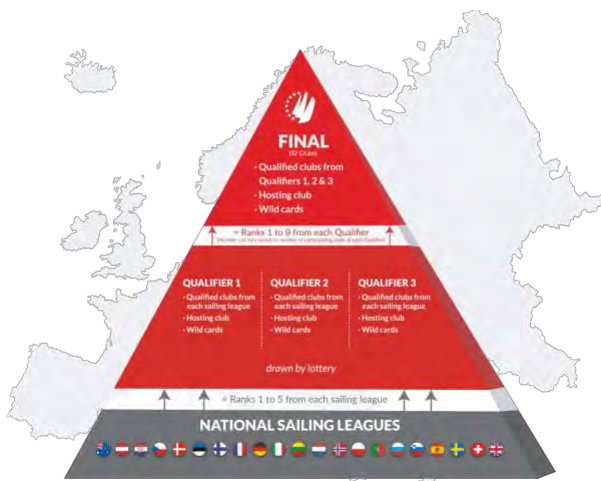 FINAL
(32 Clubs)
· Qualified clubs from
Qualifiers 1, 2 & 3
· Hosting club
· Wild cards
= Ranks 1 to 9 from each Qualifier
QUALIFIER 1
· Qualified clubs from
each sailing league
· Hosting club
· Wild cards
QUALIFIER 2
· Qualified clubs from
each sailing league
· Hosting club
· Wild cards
QUALIFIER 3
· Qualified clubs from
each sailing league
· Hosting club
· Wild cards
drawn by lottery
= Ranks 1 to 5 from each sailing league
NATIONAL SAILING LEAGUES